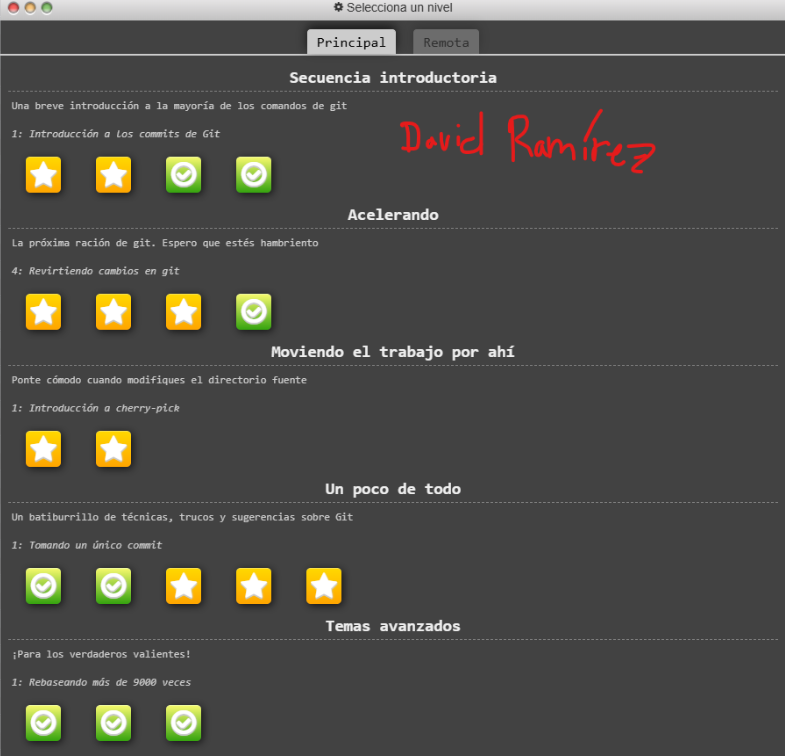 Selecciona un nivel
Principal Remota
Secuencia introductoria
Una breve introducción a la mayoría de los comandos de git
David Ramírez
1: Introducción a los commits de Git
Acelerando
La próxima ración de git. Espero que estés hambriento
4: Revirtiendo cambios en git
Moviendo el trabajo por ahí
Ponte cómodo cuando modifiques el directorio fuente
1: Introducción a cherry-pick
Un poco de todo
Un batiburrillo de técnicas, trucos y sugerencias sobre Git
1: Tomando un único commit
Temas avanzados
¡Para los verdaderos valientes!
1: Rebaseando más de 9000 veces